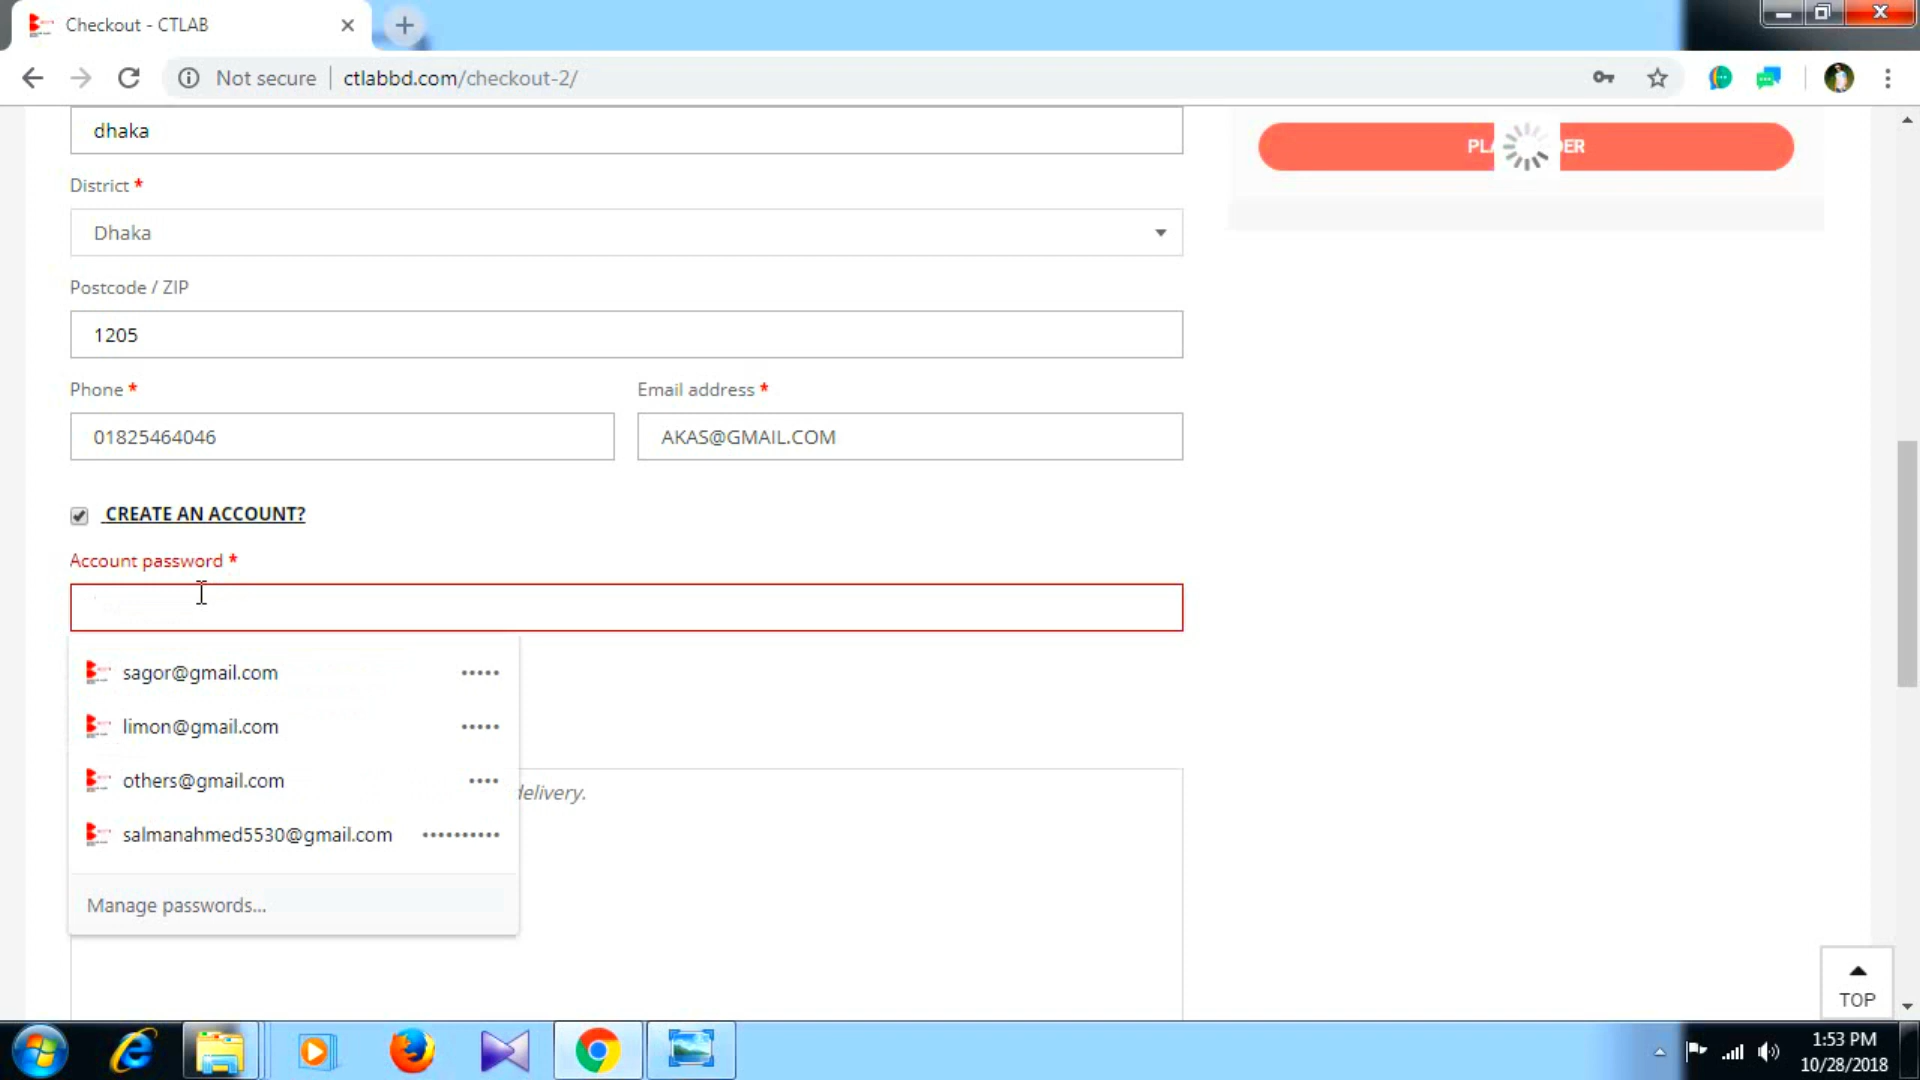 Checkout - CTLAB
Not secure
ctlabbd.com/checkout-2/
dhaka
District *
Dhaka
Postcode / ZIP
1205
Phone *
Email address *
01825464046
AKAS@GMAIL.COM
CREATE AN ACCOUNT?
Account password *
sagor@gmail.com •••••
limon@gmail.com •••••
others@gmail.com ••••
delivery.
salmanahmed5530@gmail.com ••••••••••
Manage passwords...
TOP
1:53 PM
10/28/2018